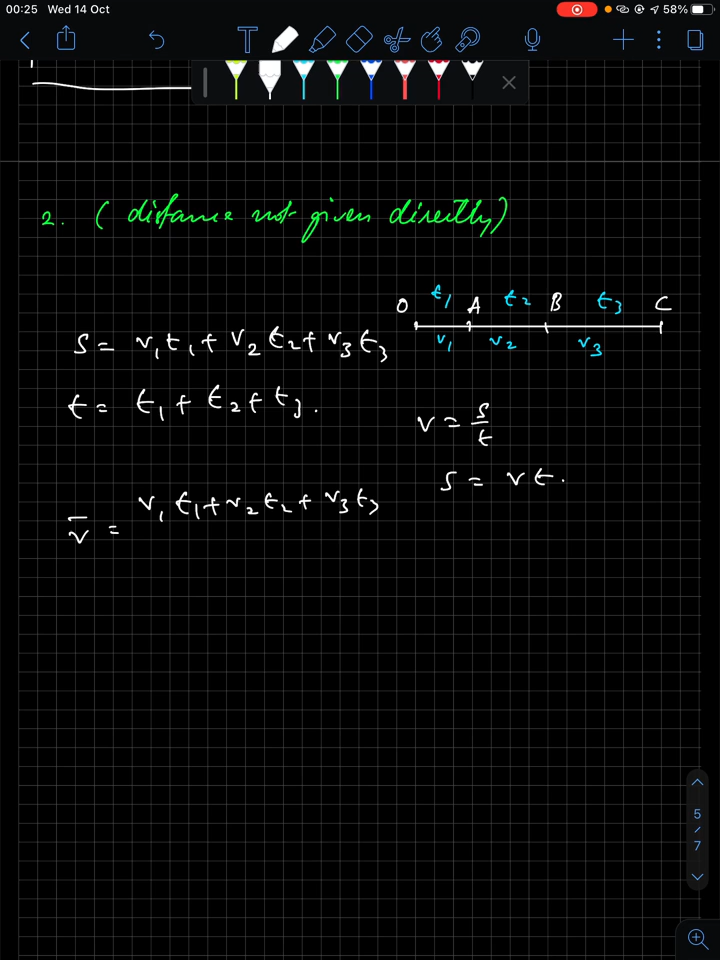 00:25 Wed 14 Oct
58%
T
2. ( distance not given directly)
O t₁ A t₂ B t₃ C
v₁ v₂ v₃
S = v₁t₁ + v₂t₂ + v₃t₃
t = t₁ + t₂ + t₃.
v = s/t
s = vt.
v̄ = v₁t₁ + v₂t₂ + v₃t₃
5
/
7